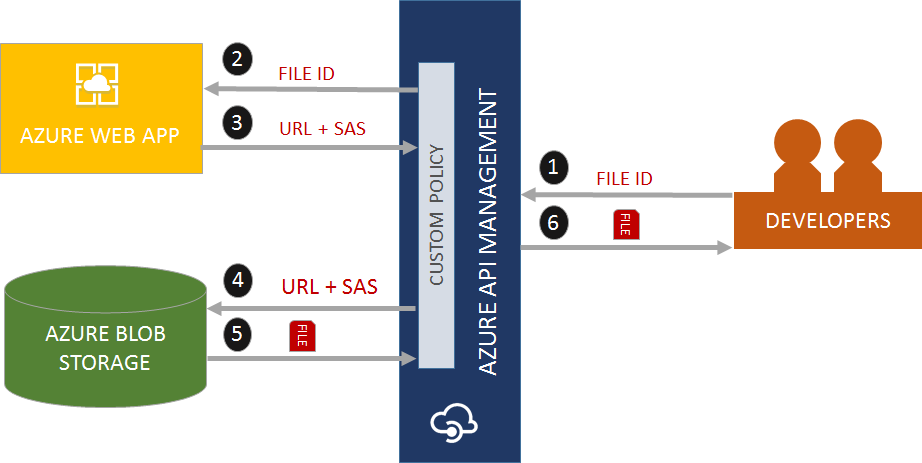 2
FILE ID
AZURE WEB APP
3
URL + SAS
CUSTOM POLICY
AZURE API MANAGEMENT
1
FILE ID
DEVELOPERS
6
FILE
4
URL + SAS
AZURE BLOB
STORAGE
5
FILE